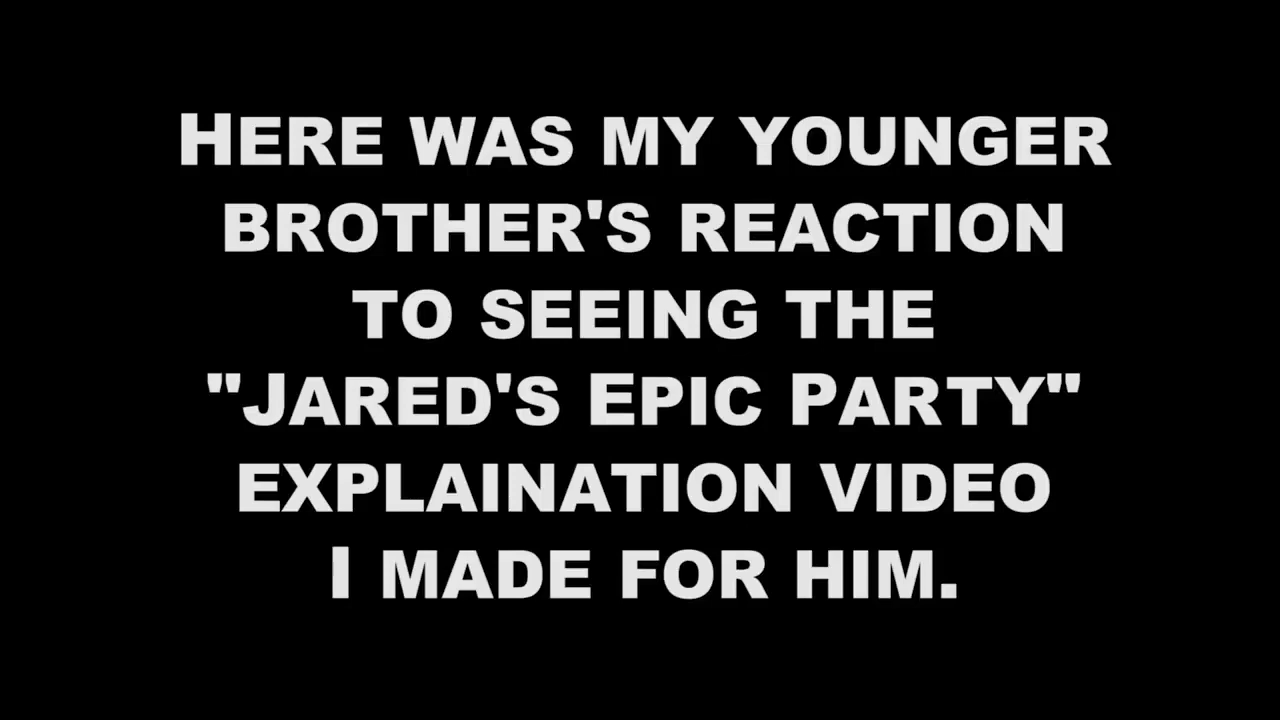 HERE WAS MY YOUNGER
BROTHER'S REACTION
TO SEEING THE
"JARED'S EPIC PARTY"
EXPLAINATION VIDEO
I MADE FOR HIM.